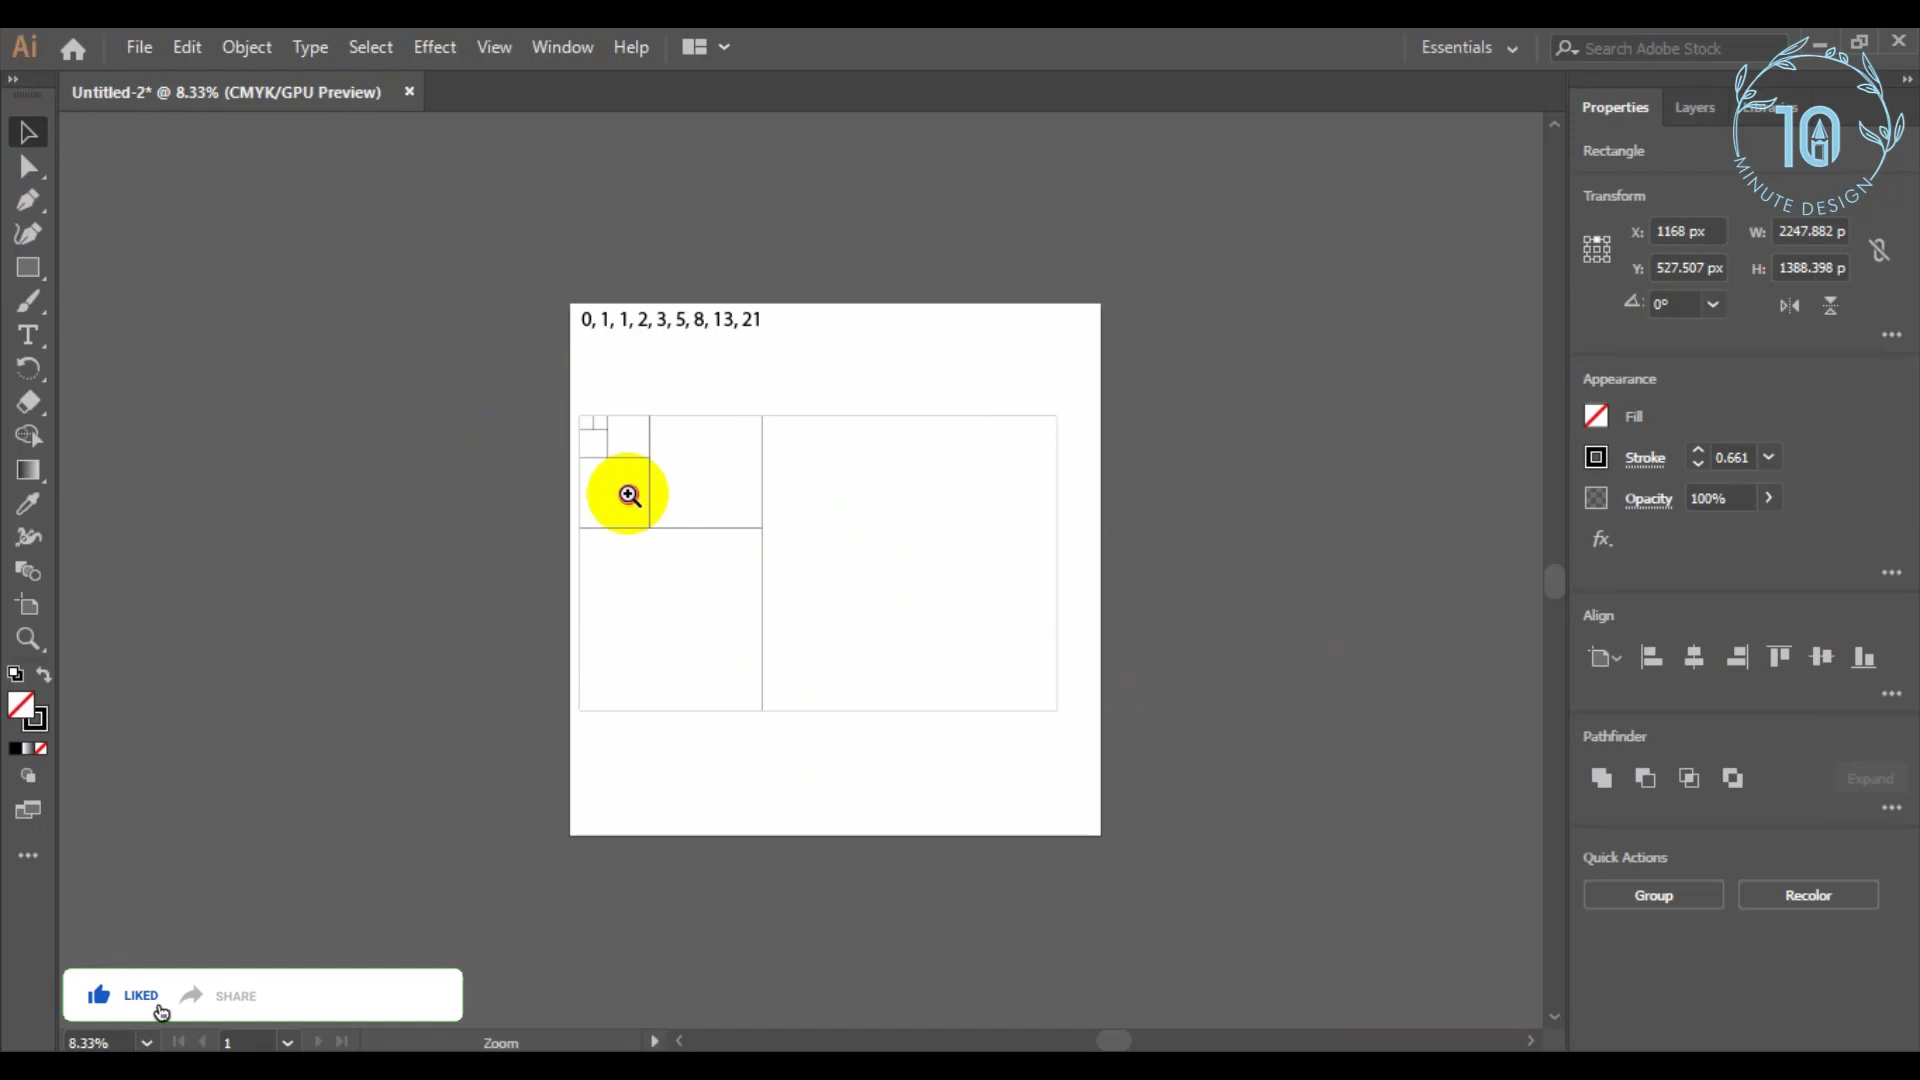 Ai File Edit Object Type Select Effect View Window Help Essentials Search Adobe Stock
Untitled-2* @ 8.33% (CMYK/GPU Preview)
Properties Layers Libraries
10
MINUTE DESIGN
Rectangle
Transform
X: 1168 px W: 2247.882 p
Y: 527.507 px H: 1388.398 p
0°
0, 1, 1, 2, 3, 5, 8, 13, 21
Appearance
Fill
Stroke 0.661
Opacity 100%
fx.
Align
Pathfinder
Expand
Quick Actions
Group Recolor
LIKED SHARE
8.33% 1 Zoom